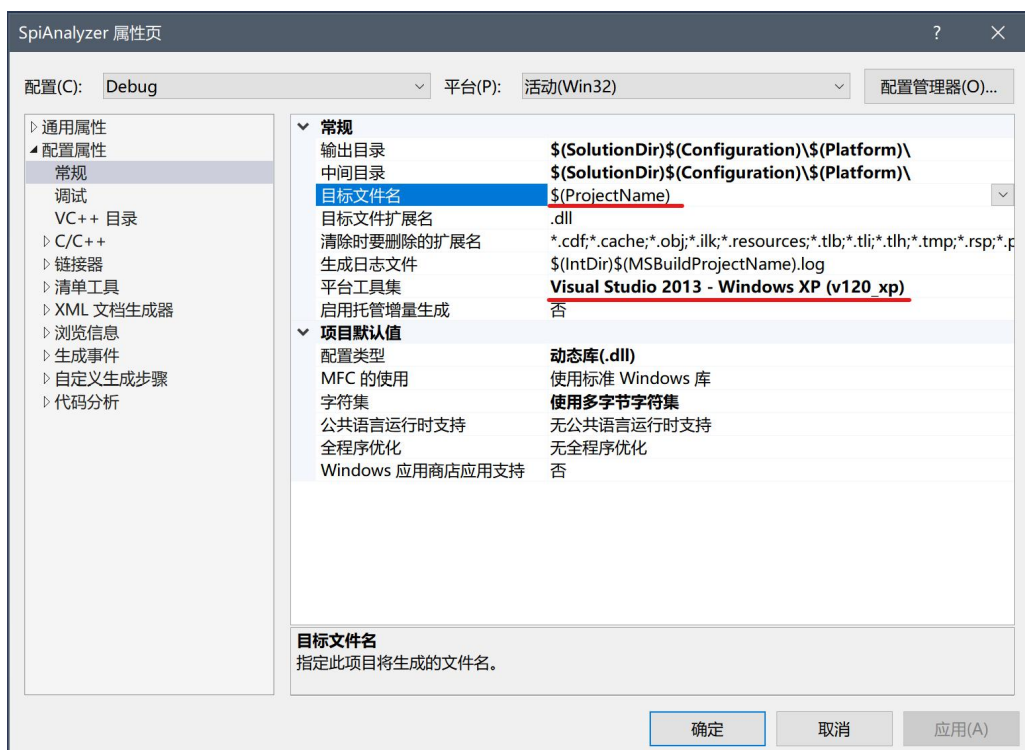 SpiAnalyzer 属性页
配置(C): Debug 平台(P): 活动(Win32) 配置管理器(O)...
通用属性
配置属性
常规
调试
VC++ 目录
C/C++
链接器
清单工具
XML 文档生成器
浏览信息
生成事件
自定义生成步骤
代码分析
常规
输出目录 $(SolutionDir)$(Configuration)\$(Platform)\
中间目录 $(SolutionDir)$(Configuration)\$(Platform)\
目标文件名 $(ProjectName)
目标文件扩展名 .dll
清除时要删除的扩展名 *.cdf;*.cache;*.obj;*.ilk;*.resources;*.tlb;*.tli;*.tlh;*.tmp;*.rsp;*.p
生成日志文件 $(IntDir)$(MSBuildProjectName).log
平台工具集 Visual Studio 2013 - Windows XP (v120_xp)
启用托管增量生成 否
项目默认值
配置类型 动态库(.dll)
MFC 的使用 使用标准 Windows 库
字符集 使用多字节字符集
公共语言运行时支持 无公共语言运行时支持
全程序优化 无全程序优化
Windows 应用商店应用支持 否
目标文件名
指定此项目将生成的文件名。
确定 取消 应用(A)